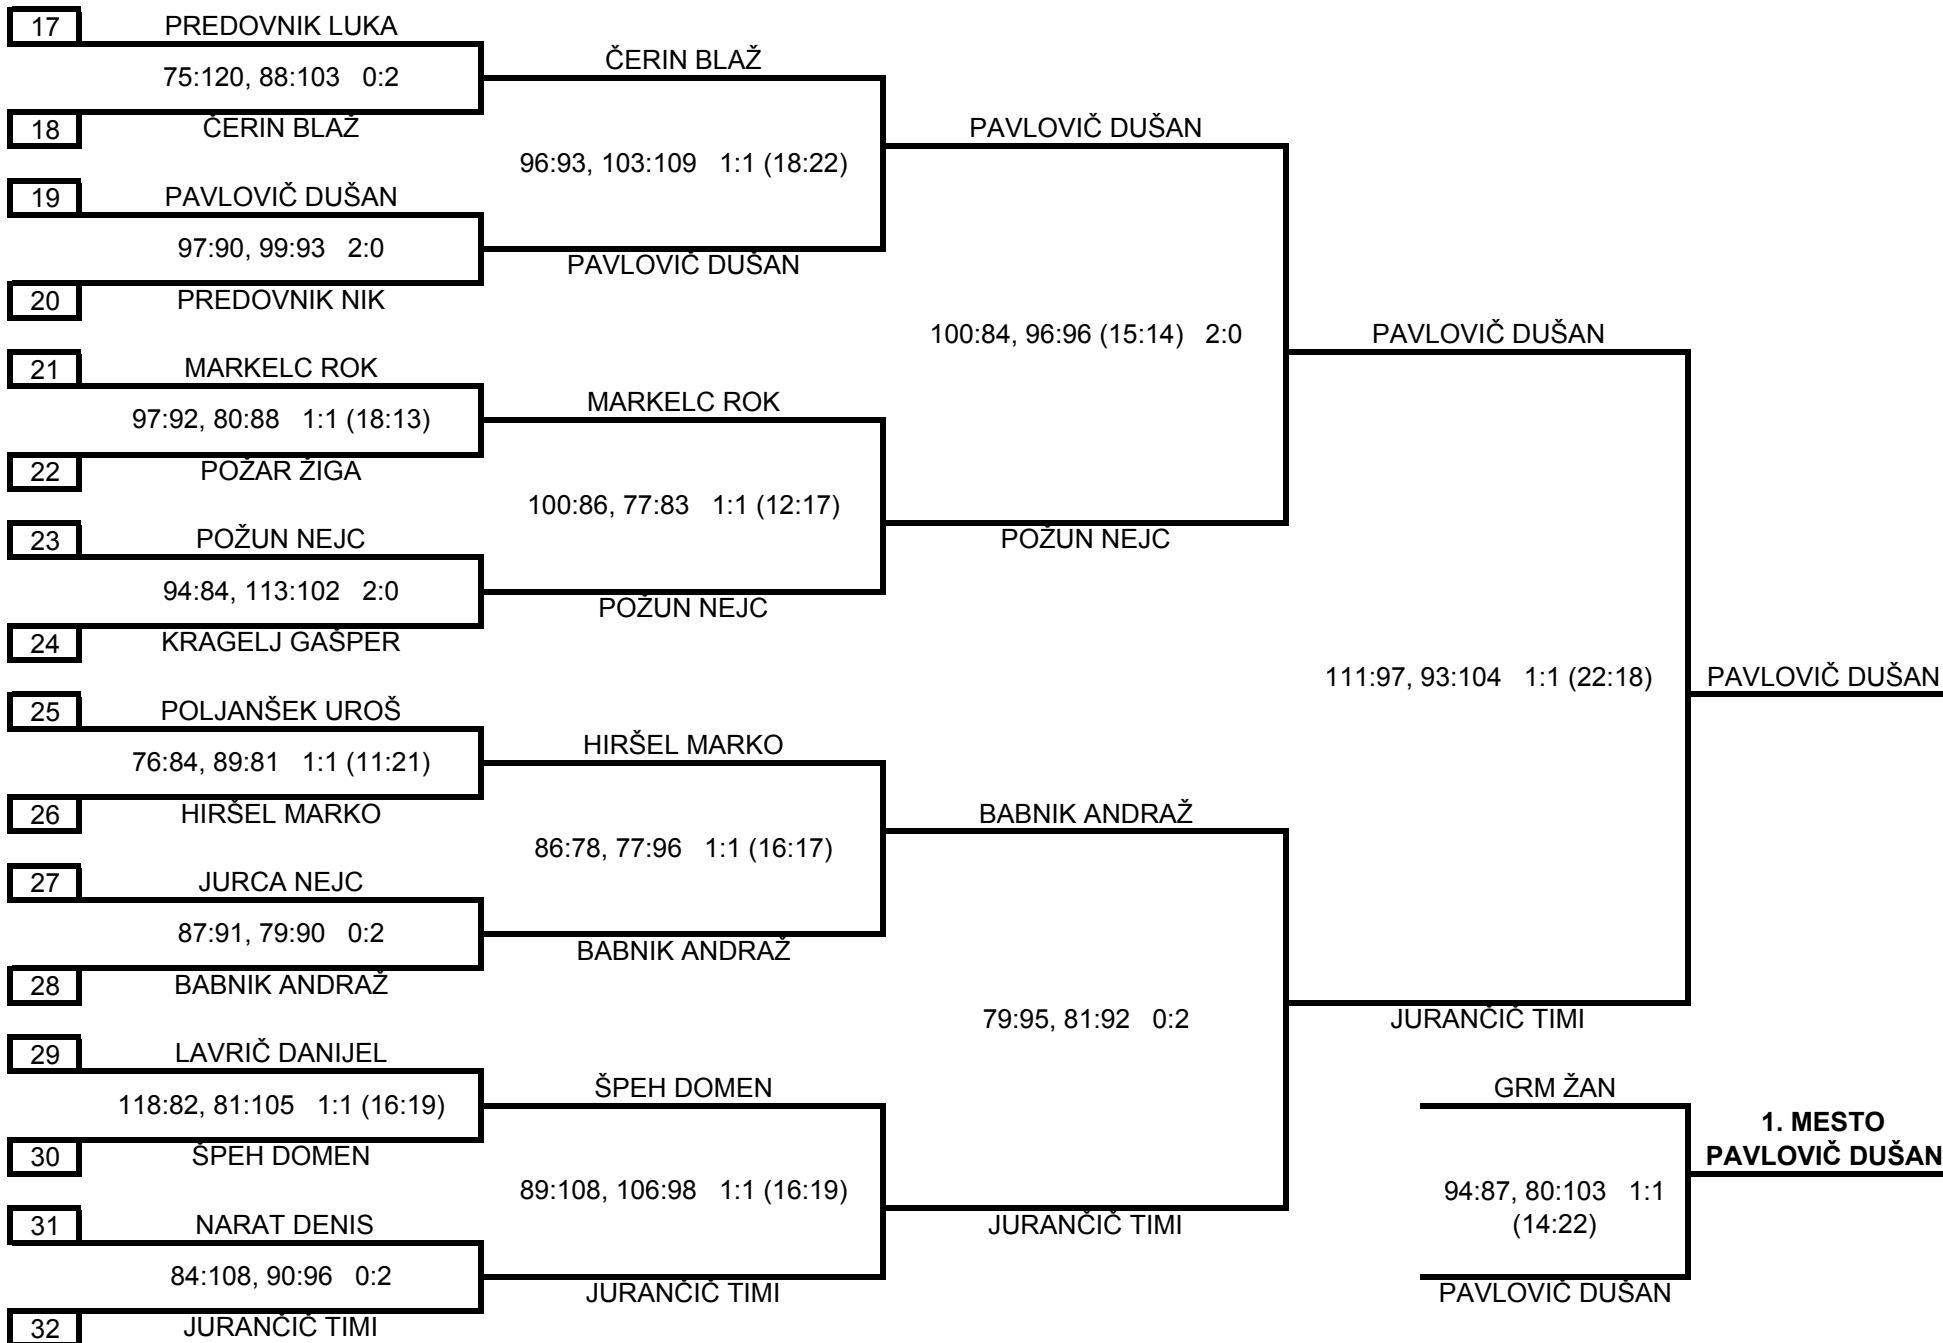 17 PREDOVNIK LUKA
ČERIN BLAŽ
75:120, 88:103 0:2
18 ČERIN BLAŽ
PAVLOVIČ DUŠAN
96:93, 103:109 1:1 (18:22)
19 PAVLOVIČ DUŠAN
97:90, 99:93 2:0
PAVLOVIČ DUŠAN
20 PREDOVNIK NIK
100:84, 96:96 (15:14) 2:0
PAVLOVIČ DUŠAN
21 MARKELC ROK
MARKELC ROK
97:92, 80:88 1:1 (18:13)
22 POŽAR ŽIGA
100:86, 77:83 1:1 (12:17)
23 POŽUN NEJC
POŽUN NEJC
94:84, 113:102 2:0
POŽUN NEJC
24 KRAGELJ GAŠPER
111:97, 93:104 1:1 (22:18)
PAVLOVIČ DUŠAN
25 POLJANŠEK UROŠ
HIRŠEL MARKO
76:84, 89:81 1:1 (11:21)
26 HIRŠEL MARKO
BABNIK ANDRAŽ
86:78, 77:96 1:1 (16:17)
27 JURCA NEJC
87:91, 79:90 0:2
BABNIK ANDRAŽ
28 BABNIK ANDRAŽ
79:95, 81:92 0:2
JURANČIČ TIMI
29 LAVRIČ DANIJEL
ŠPEH DOMEN
GRM ŽAN
118:82, 81:105 1:1 (16:19)
1. MESTO
30 ŠPEH DOMEN
PAVLOVIČ DUŠAN
89:108, 106:98 1:1 (16:19)
94:87, 80:103 1:1
(14:22)
31 NARAT DENIS
JURANČIČ TIMI
84:108, 90:96 0:2
JURANČIČ TIMI
PAVLOVIČ DUŠAN
32 JURANČIČ TIMI